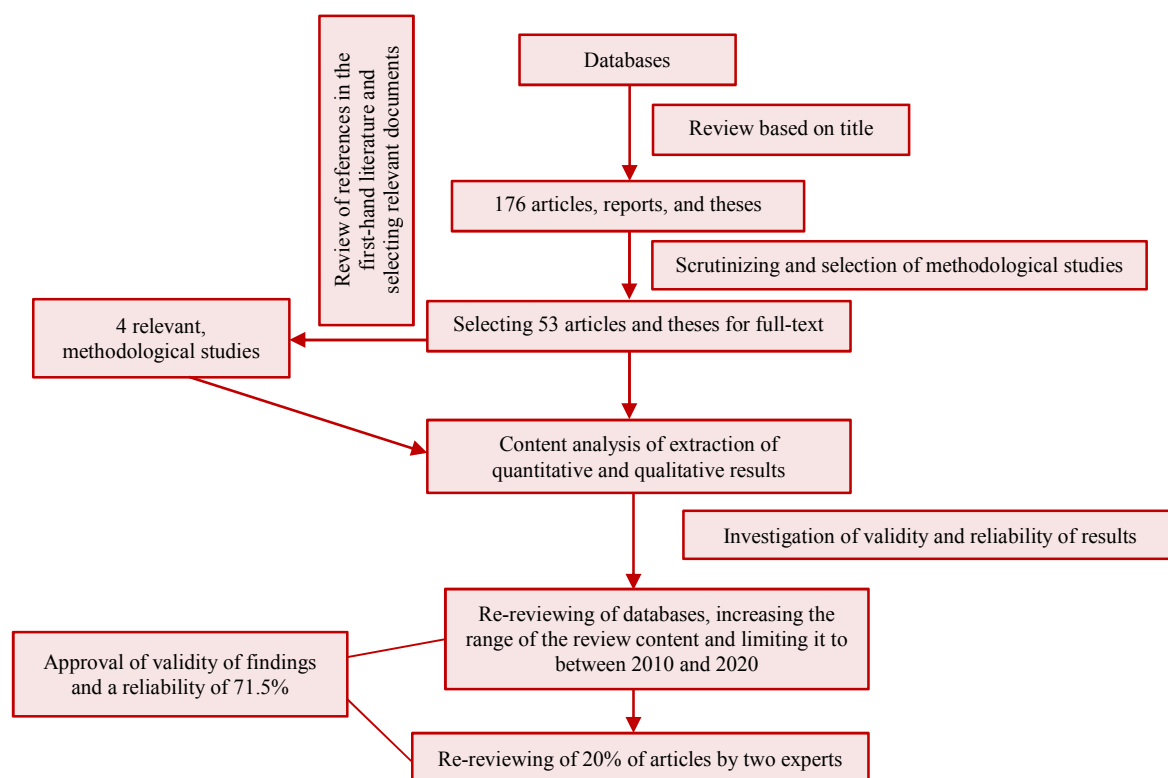 Databases
Review based on title
176 articles, reports, and theses
Scrutinizing and selection of methodological studies
Selecting 53 articles and theses for full-text
Review of references in the
first-hand literature and
selecting relevant documents
4 relevant,
methodological studies
Content analysis of extraction of
quantitative and qualitative results
Investigation of validity and reliability of results
Re-reviewing of databases, increasing the
range of the review content and limiting it to
between 2010 and 2020
Approval of validity of findings
and a reliability of 71.5%
Re-reviewing of 20% of articles by two experts